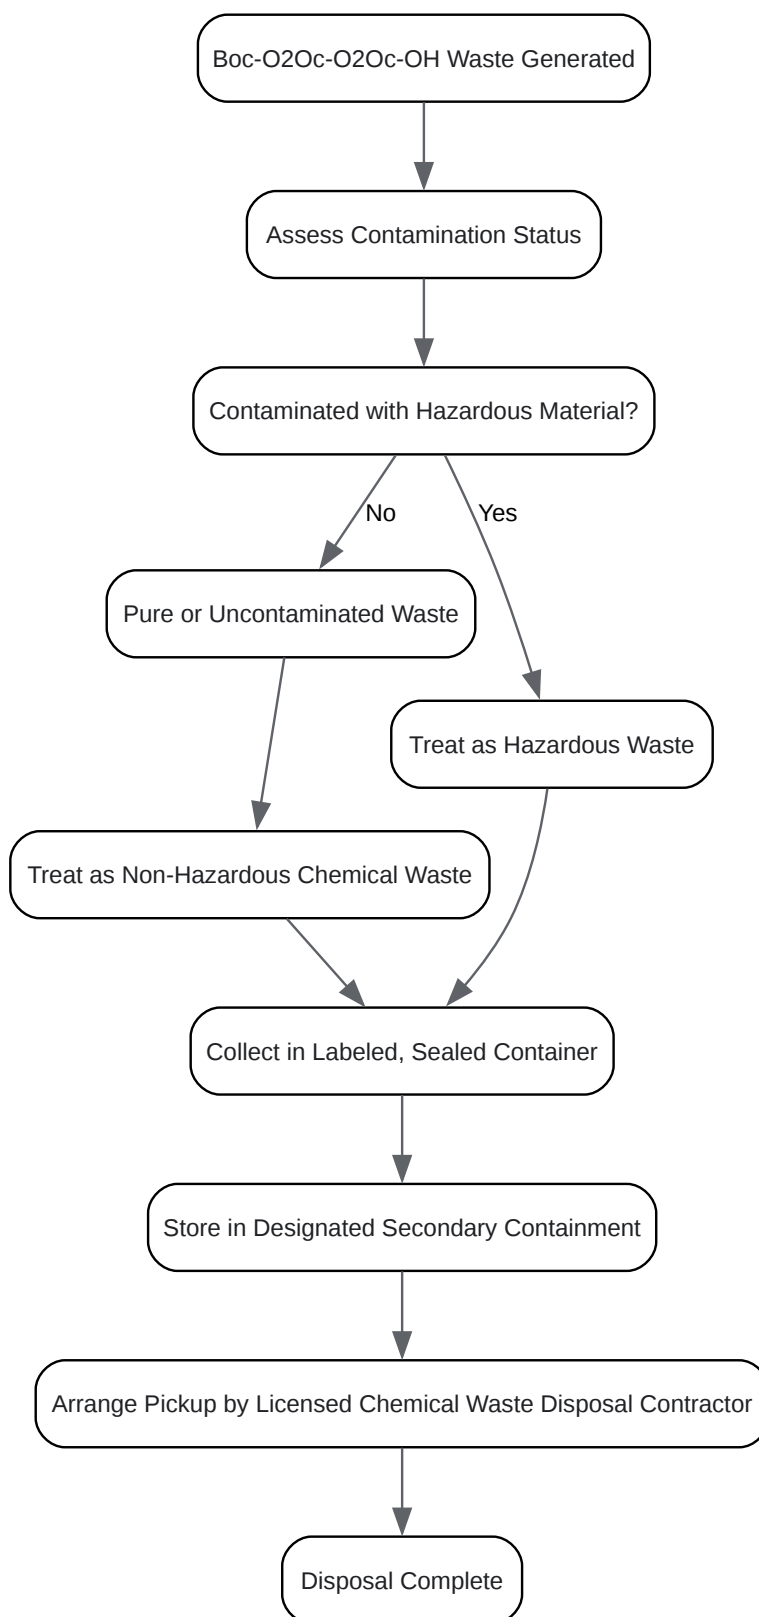 Boc-O2Oc-O2Oc-OH Waste Generated
Assess Contamination Status
Contaminated with Hazardous Material?
No
Yes
Pure or Uncontaminated Waste
Treat as Hazardous Waste
Treat as Non-Hazardous Chemical Waste
Collect in Labeled, Sealed Container
Store in Designated Secondary Containment
Arrange Pickup by Licensed Chemical Waste Disposal Contractor
Disposal Complete